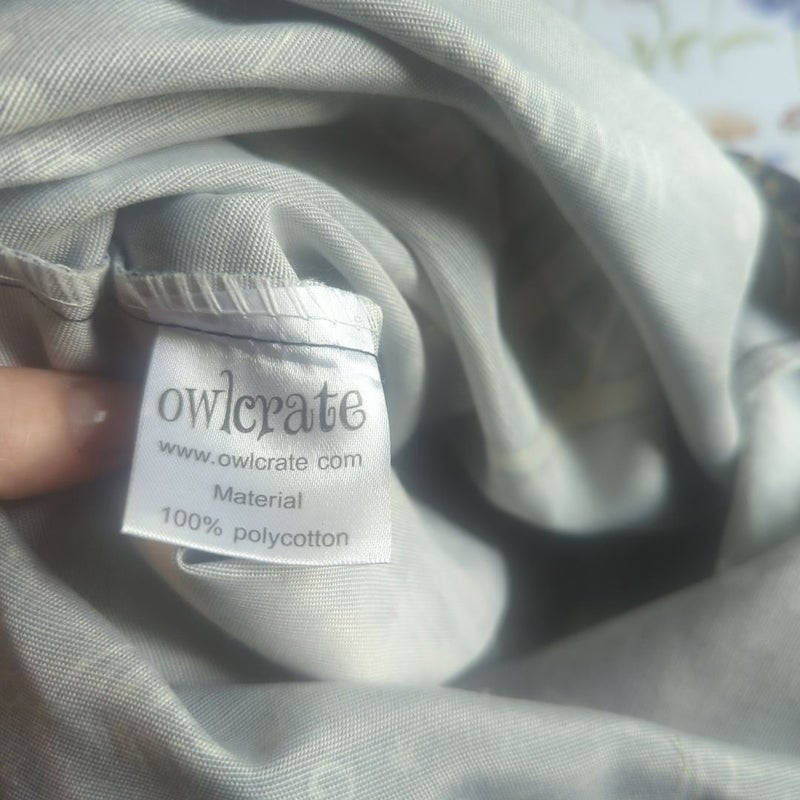 owlcrate
www.owlcrate com
Material
100% polycotton